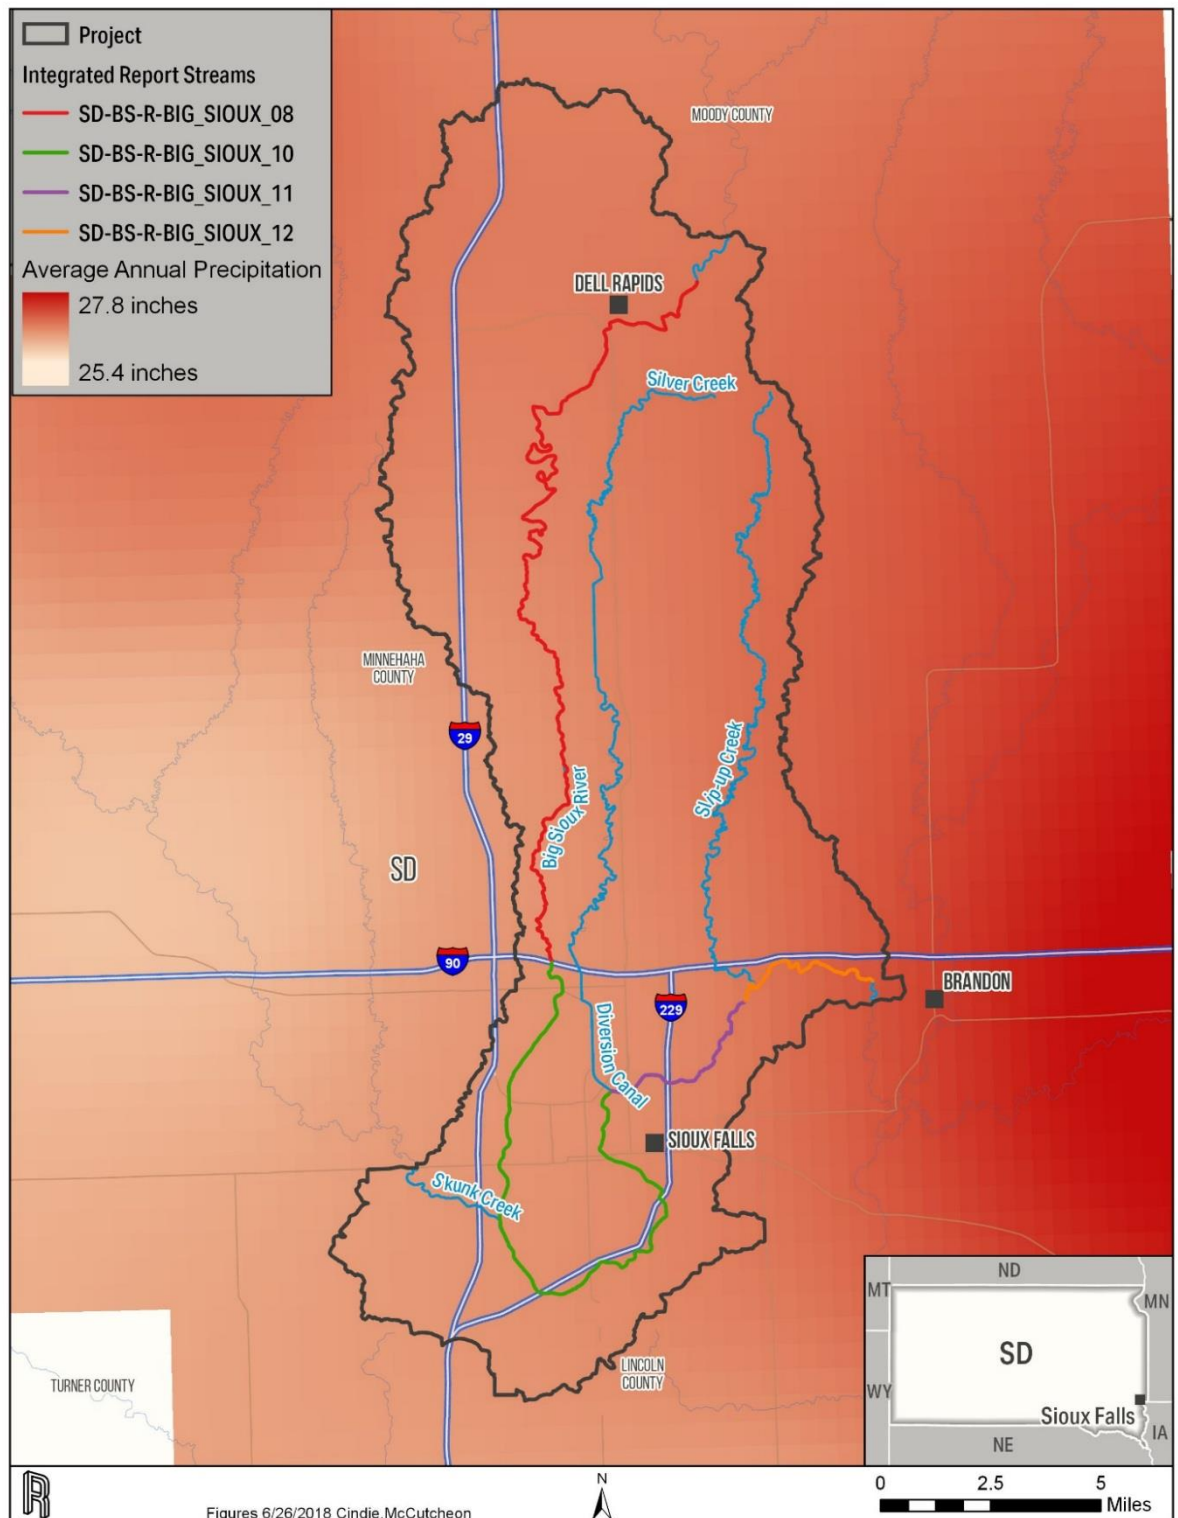 Project
Integrated Report Streams
SD-BS-R-BIG_SIOUX_08
SD-BS-R-BIG_SIOUX_10
SD-BS-R-BIG_SIOUX_11
SD-BS-R-BIG_SIOUX_12
Average Annual Precipitation
27.8 inches
25.4 inches
MOODY COUNTY
DELL RAPIDS
Silver Creek
MINNEHAHA
COUNTY
29
Slip-up Creek
Big Sioux River
SD
90
BRANDON
229
Diversion Canal
SIOUX FALLS
Skunk Creek
LINCOLN
COUNTY
TURNER COUNTY
ND
MT
MN
SD
WY
Sioux Falls
IA
NE
N
0 2.5 5
Miles
R
Figures 6/26/2018 Cindie.McCutcheon